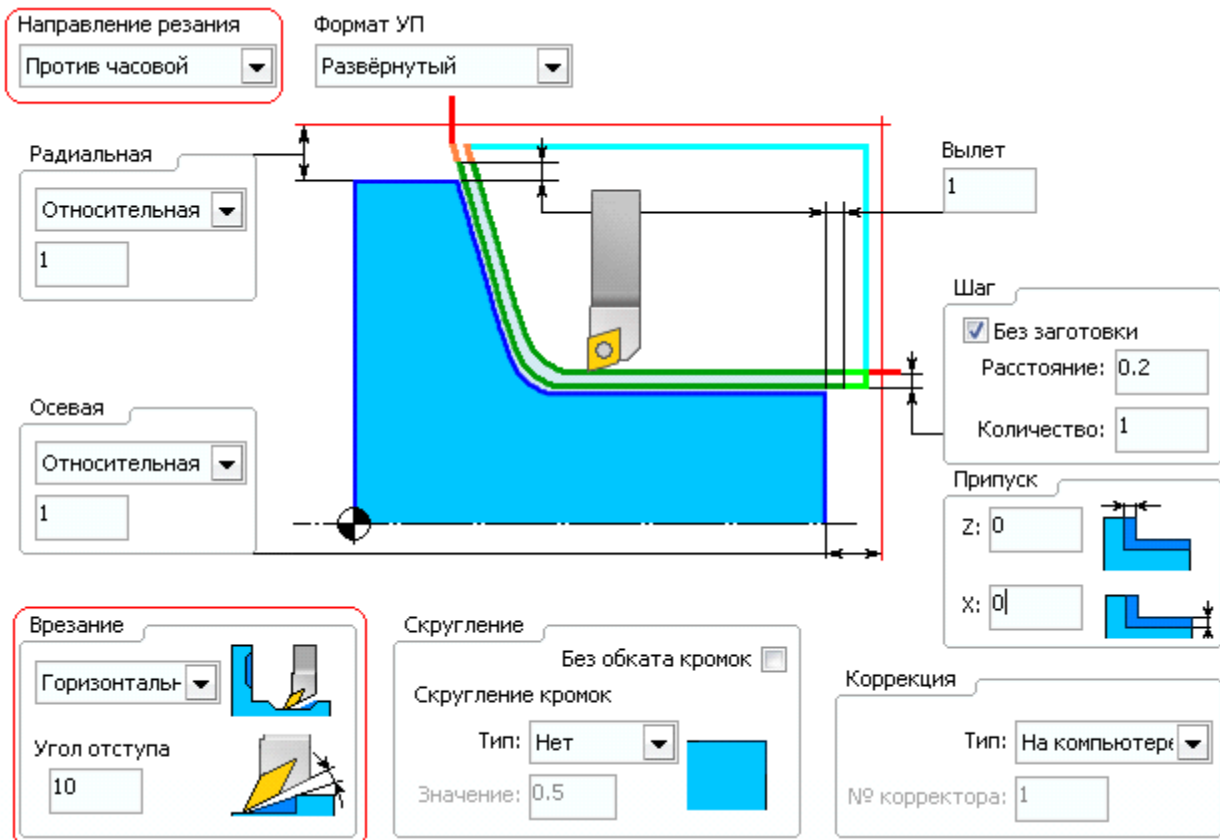 Направление резания
Против часовой
Формат УП
Развёрнутый
Радиальная
Относительная
1
Вылет
1
Шаг
Без заготовки
Расстояние: 0.2
Количество: 1
Осевая
Относительная
1
Припуск
Z: 0
X: 0
Врезание
Горизонтальн
Угол отступа
10
Скругление
Без обката кромок
Скругление кромок
Тип: Нет
Значение: 0.5
Коррекция
Тип: На компьютере
№ корректора: 1